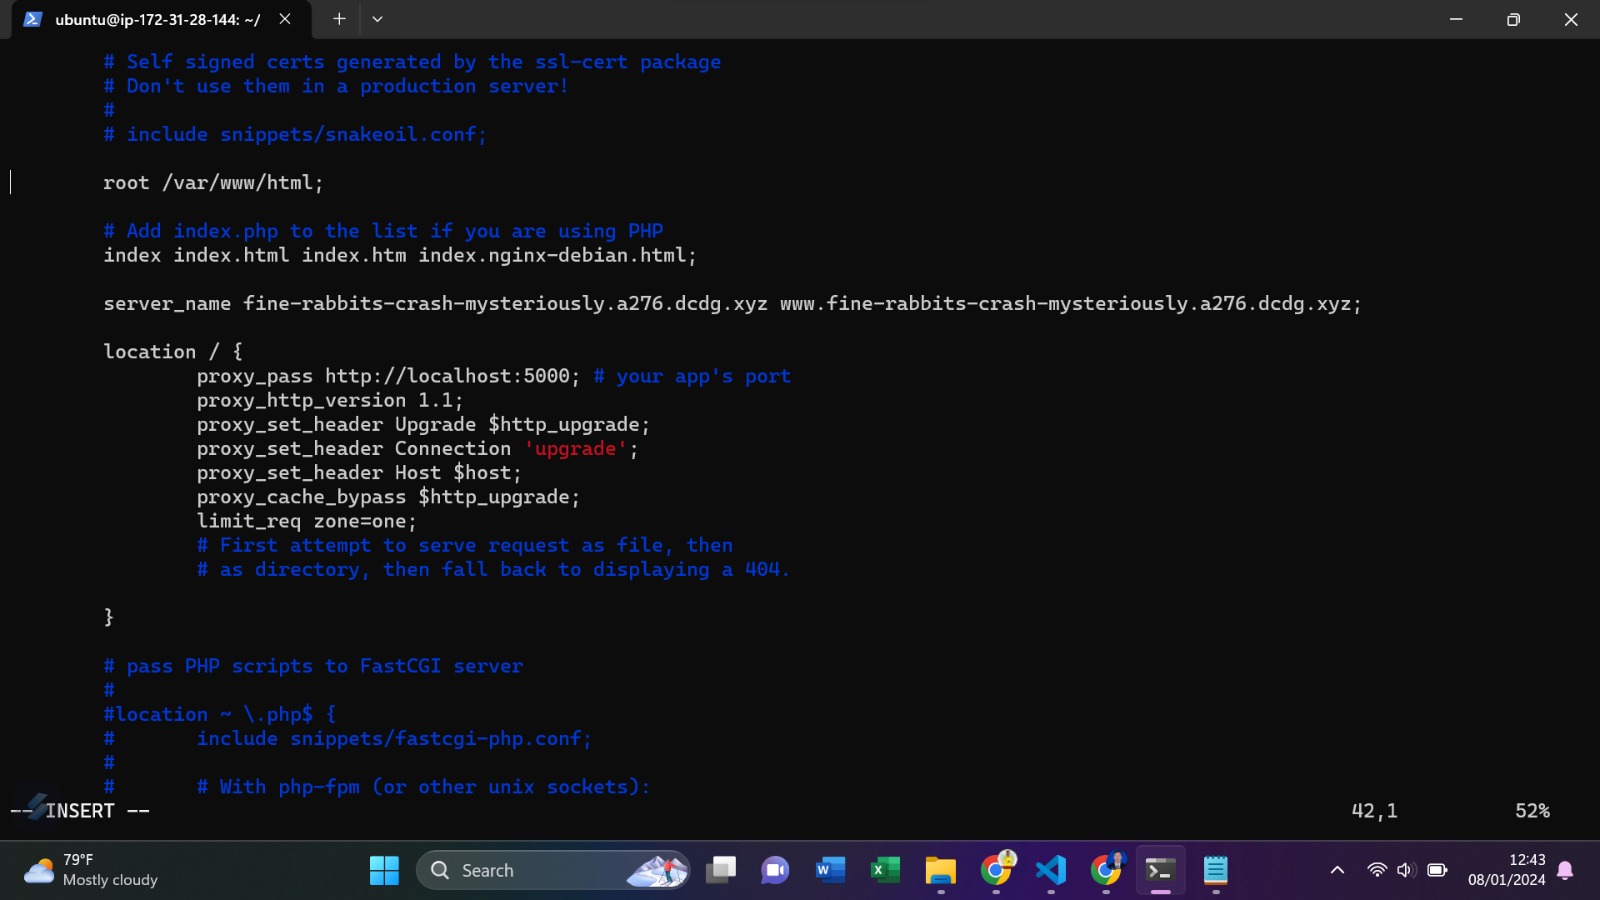 ubuntu@ip-172-31-28-144: ~/
# Self signed certs generated by the ssl-cert package
# Don't use them in a production server!
#
# include snippets/snakeoil.conf;
root /var/www/html;
# Add index.php to the list if you are using PHP
index index.html index.htm index.nginx-debian.html;
server_name fine-rabbits-crash-mysteriously.a276.dcdg.xyz www.fine-rabbits-crash-mysteriously.a276.dcdg.xyz;
location / {
proxy_pass http://localhost:5000; # your app's port
proxy_http_version 1.1;
proxy_set_header Upgrade $http_upgrade;
proxy_set_header Connection 'upgrade';
proxy_set_header Host $host;
proxy_cache_bypass $http_upgrade;
limit_req zone=one;
# First attempt to serve request as file, then
# as directory, then fall back to displaying a 404.
}
# pass PHP scripts to FastCGI server
#
#location ~ \.php$ {
# include snippets/fastcgi-php.conf;
#
# # With php-fpm (or other unix sockets):
-- INSERT -- 42,1 52%
79°F
Mostly cloudy
Search
12:43
08/01/2024